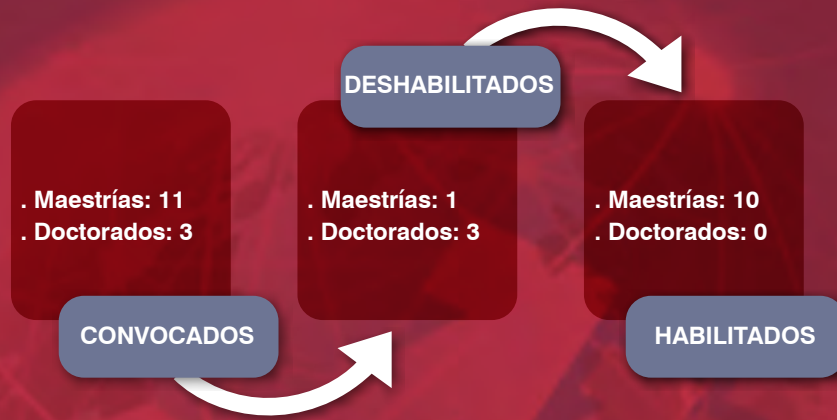 . Maestrías: 11
. Doctorados: 3
CONVOCADOS
DESHABILITADOS
. Maestrías: 1
. Doctorados: 3
. Maestrías: 10
. Doctorados: 0
HABILITADOS